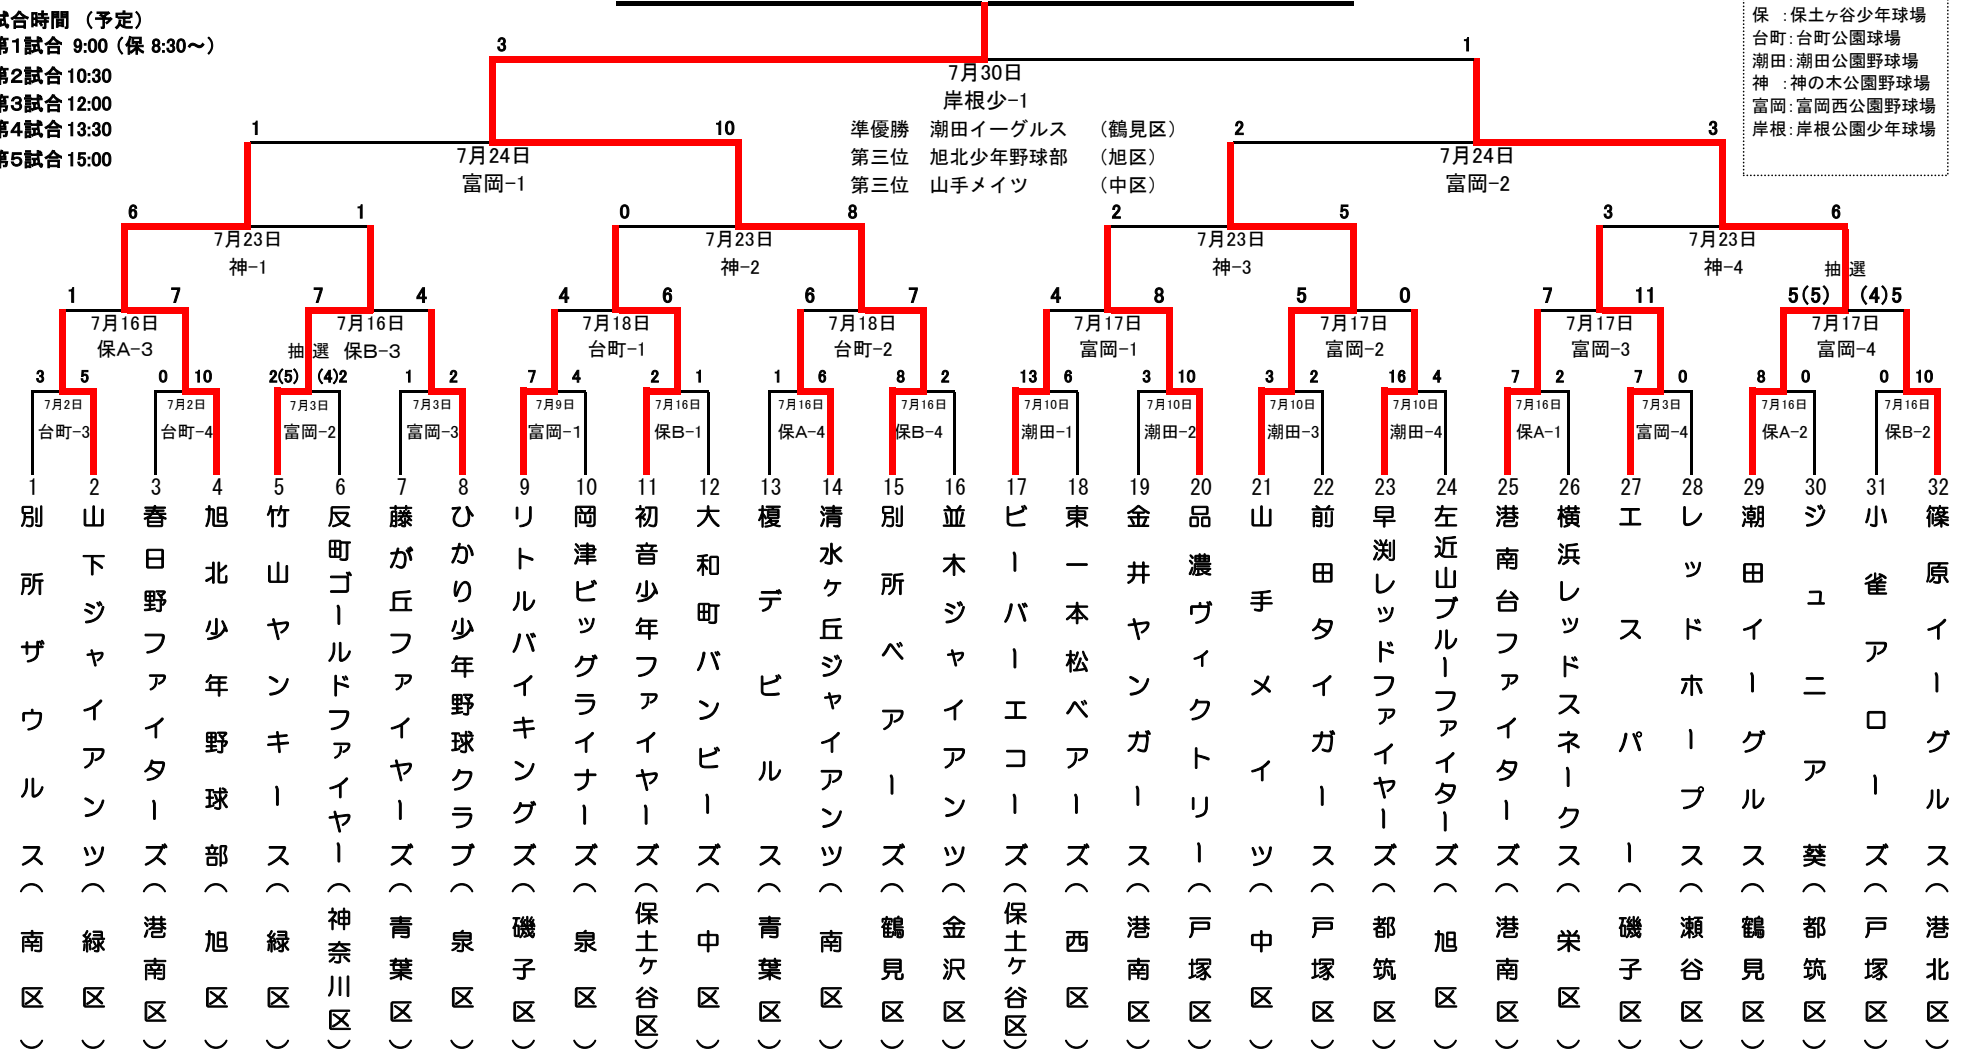 試合時間 （予定）
第1試合 9:00（保 8:30～）
第2試合 10:30
第3試合 12:00
第4試合 13:30
第5試合 15:00
保 ：保土ヶ谷少年球場
台町：台町公園球場
潮田：潮田公園野球場
神 ：神の木公園野球場
富岡：富岡西公園野球場
岸根：岸根公園少年球場
3 1
7月30日
岸根少-1
準優勝 潮田イーグルス （鶴見区）
第三位 旭北少年野球部 （旭区）
第三位 山手メイツ （中区）
1 10 2 3
7月24日 7月24日
富岡-1 富岡-2
6 1 0 8 2 5 3 6
7月23日 7月23日 7月23日 7月23日
神-1 神-2 神-3 神-4
抽選
1 7 7 4 4 6 6 7 4 8 5 0 7 11 5(5) (4)5
7月16日 7月16日 7月18日 7月18日 7月17日 7月17日 7月17日 7月17日
保A-3 抽選 保B-3 台町-1 台町-2 富岡-1 富岡-2 富岡-3 富岡-4
3 5 0 10 2(5) (4)2 1 2 7 4 2 1 1 6 8 2 13 6 3 10 3 2 16 4 7 2 7 0 8 0 0 10
7月2日 7月2日 7月3日 7月3日 7月9日 7月16日 7月16日 7月16日 7月10日 7月10日 7月10日 7月10日 7月16日 7月3日 7月16日 7月16日
台町-3 台町-4 富岡-2 富岡-3 富岡-1 保B-1 保A-4 保B-4 潮田-1 潮田-2 潮田-3 潮田-4 保A-1 富岡-4 保A-2 保B-2
1 別所ザウルス（南区）
2 山下ジャイアンツ（緑区）
3 春日野ファイターズ（港南区）
4 旭北少年野球部（旭区）
5 竹山ヤンキース（緑区）
6 反町ゴールドファイヤー（神奈川区）
7 藤が丘ファイヤーズ（青葉区）
8 ひかり少年野球クラブ（泉区）
9 リトルバイキングズ（磯子区）
10 岡津ビッグライナーズ（泉区）
11 初音少年ファイヤーズ（保土ケ谷区）
12 大和町バンビーズ（中区）
13 榎デビルス（青葉区）
14 清水ヶ丘ジャイアンツ（南区）
15 別所ベアーズ（鶴見区）
16 並木ジャイアンツ（金沢区）
17 ビーバーエコーズ（保土ケ谷区）
18 東一本松ベアーズ（西区）
19 金井ヤンガース（港南区）
20 品濃ヴィクトリー（戸塚区）
21 山手メイツ（中区）
22 前田タイガース（戸塚区）
23 早渕レッドファイヤーズ（都筑区）
24 左近山ブルーファイターズ（旭区）
25 港南台ファイターズ（港南区）
26 横浜レッドスネークス（栄区）
27 エスパー（磯子区）
28 レッドホープス（瀬谷区）
29 潮田イーグルス（鶴見区）
30 ジュニア葵（都筑区）
31 小雀アローズ（戸塚区）
32 篠原イーグルス（港北区）